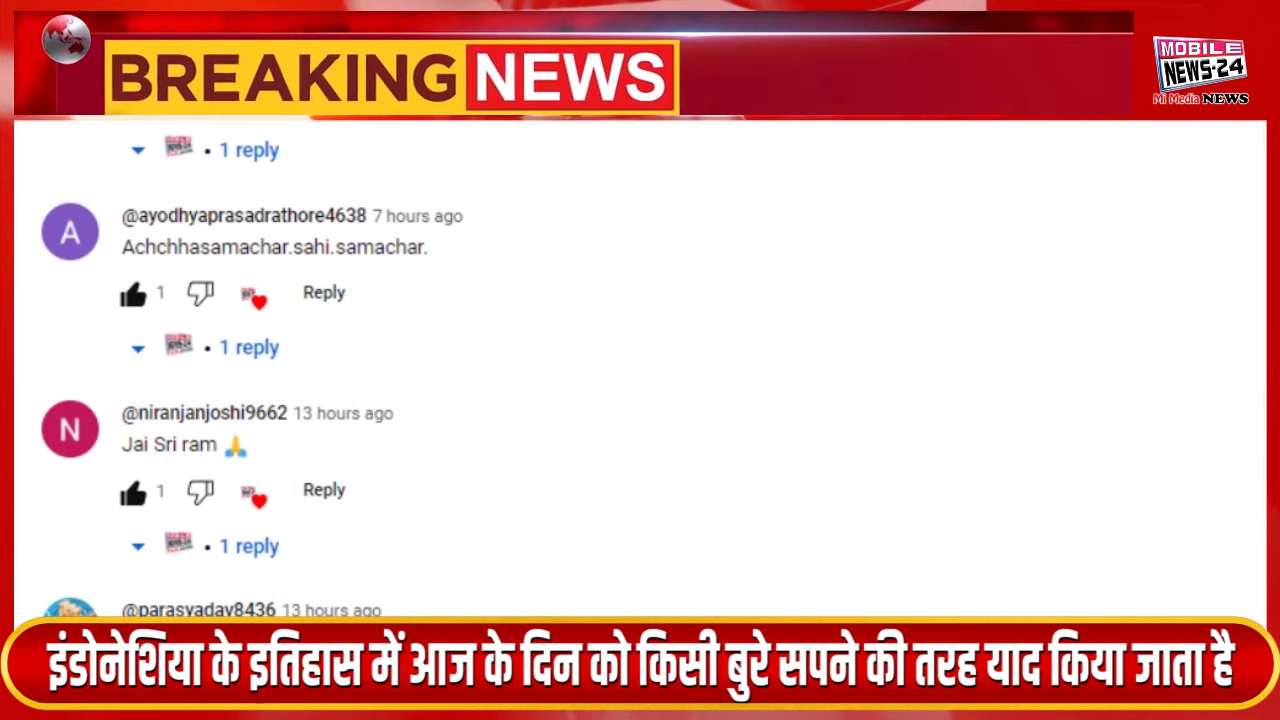 BREAKING NEWS
MOBILE
NEWS-24
Mi Media NEWS
• 1 reply
A
@ayodhyaprasadrathore4638 7 hours ago
Achchhasamachar.sahi.samachar.
1 Reply
• 1 reply
N
@niranjanjoshi9662 13 hours ago
Jai Sri ram 🙏
1 Reply
• 1 reply
@parasyadav8436 13 hours ago
इंडोनेशिया के इतिहास में आज के दिन को किसी बुरे सपने की तरह याद किया जाता है